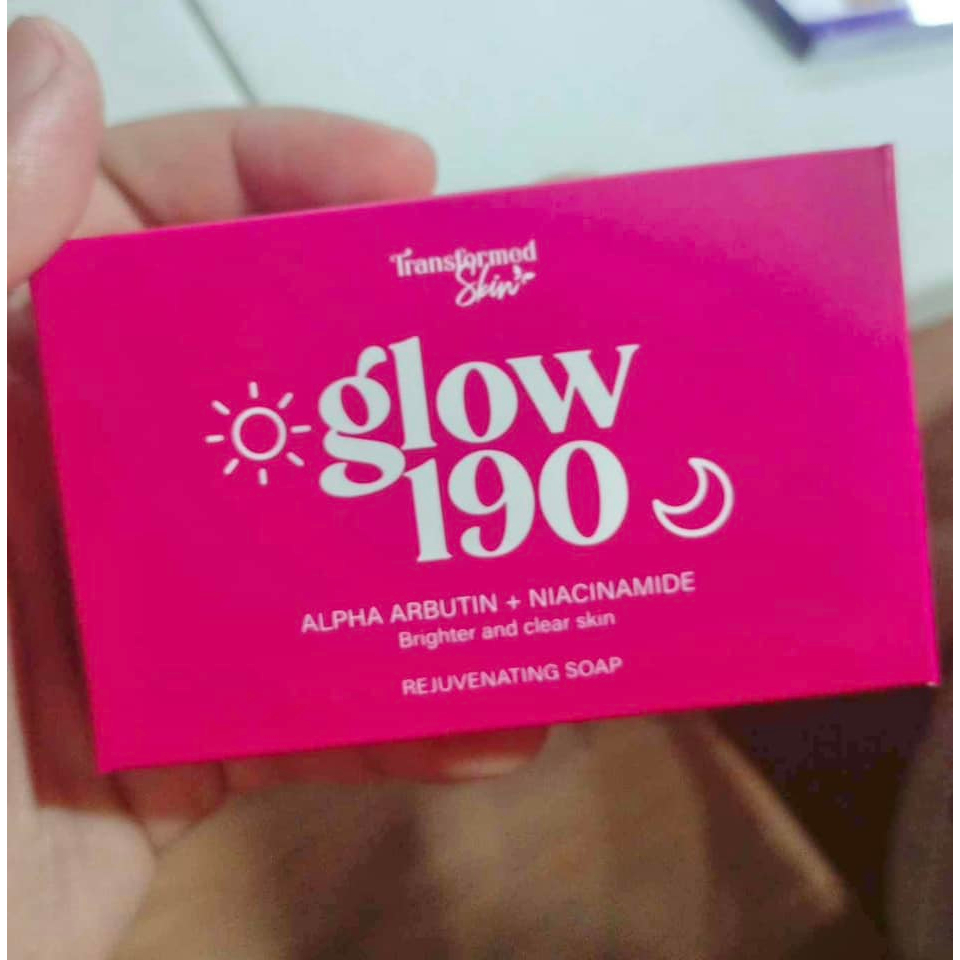 Transformed
Skin
glow
190
ALPHA ARBUTIN + NIACINAMIDE
Brighter and clear skin
REJUVENATING SOAP